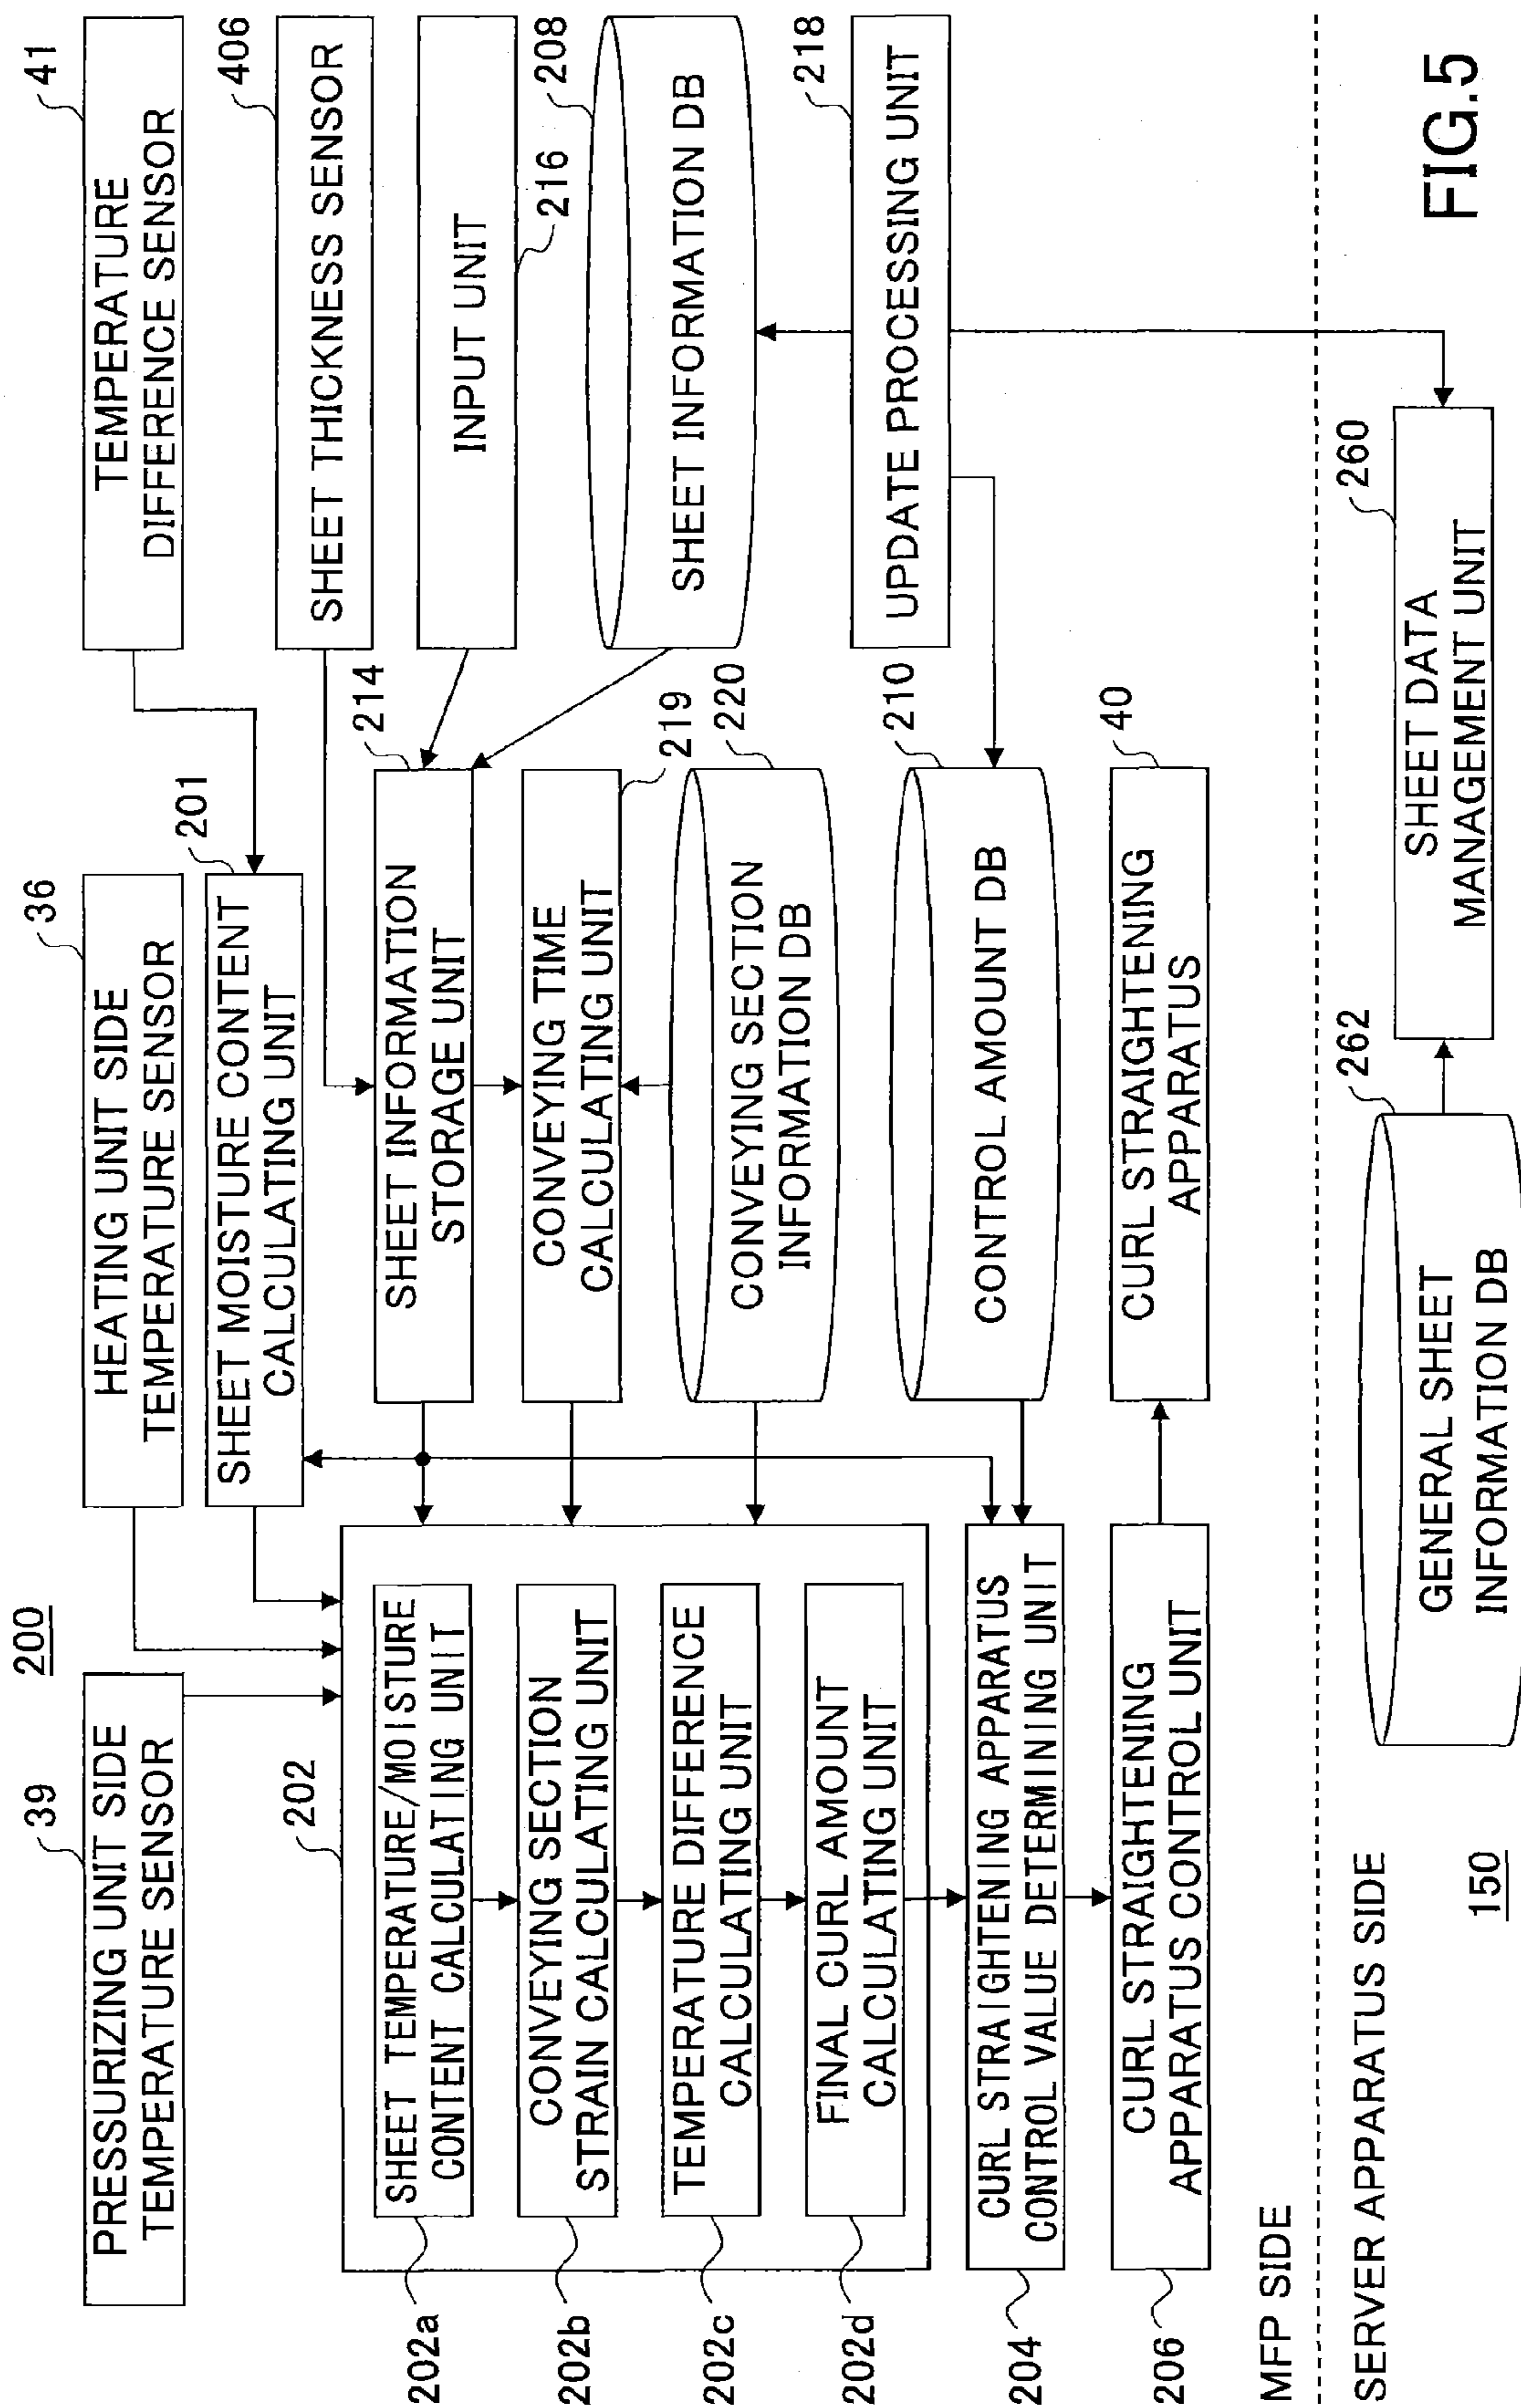 200
39
PRESSURIZING UNIT SIDE
TEMPERATURE SENSOR
36
HEATING UNIT SIDE
TEMPERATURE SENSOR
41
TEMPERATURE
DIFFERENCE SENSOR
201
SHEET MOISTURE CONTENT
CALCULATING UNIT
406
SHEET THICKNESS SENSOR
202
202a
SHEET TEMPERATURE/MOISTURE
CONTENT CALCULATING UNIT
214
SHEET INFORMATION
STORAGE UNIT
INPUT UNIT
216
202b
CONVEYING SECTION
STRAIN CALCULATING UNIT
CONVEYING TIME
CALCULATING UNIT
219
208
SHEET INFORMATION DB
202c
TEMPERATURE DIFFERENCE
CALCULATING UNIT
220
CONVEYING SECTION
INFORMATION DB
202d
FINAL CURL AMOUNT
CALCULATING UNIT
218
UPDATE PROCESSING UNIT
204
CURL STRAIGHTEN APPARATUS
CONTROL VALUE DETERMINING UNIT
210
CONTROL AMOUNT DB
206
CURL STRAIGHTENING
APPARATUS CONTROL UNIT
40
CURL STRAIGHTENING
APPARATUS
MFP SIDE
SERVER APPARATUS SIDE
150
262
GENERAL SHEET
INFORMATION DB
260
SHEET DATA
MANAGEMENT UNIT
FIG.5